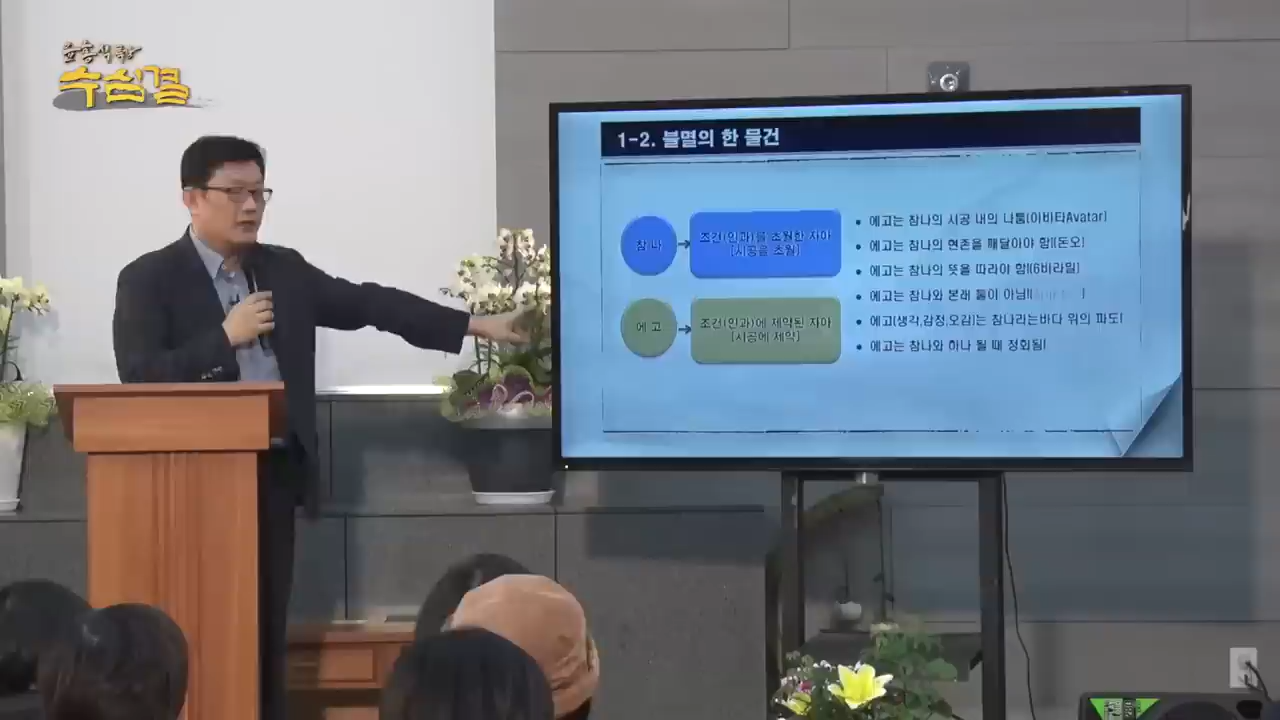 윤홍식의
수심결
1-2. 불멸의 한 물건
참 나
조건(인과)를 초월한 자아
[시공을 초월]
에 고
조건(인과)에 제약된 자아
[시공에 제약]
에고는 참나의 시공 내의 나툼(아바타Avatar)
에고는 참나의 현존을 깨달아야 함!(돈오)
에고는 참나의 뜻을 따라야 함!(6바라밀)
에고는 참나와 본래 둘이 아님!
에고(생각,감정,오감)는 참나라는바다 위의 파도!
에고는 참나와 하나 될 때 정화됨!